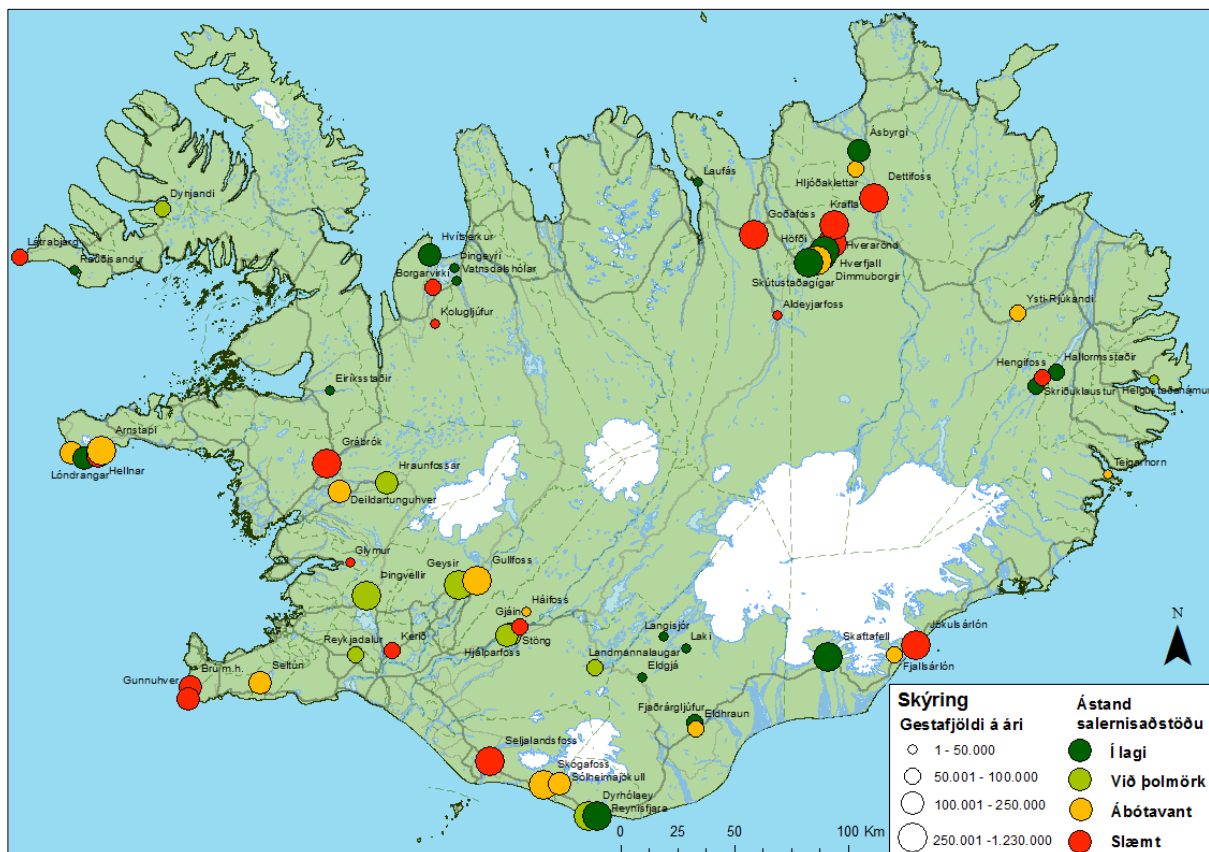 Ásbyrgi
Hljóðaklettar
Dettifoss
Laufás
Krafla
Goðafoss
Höfði
Hverarönd
Hverfjall
Dimmuborgir
Skútustaðagígar
Aldeyjarfoss
Dynjandi
Látrabjarg
Rauðisandur
Hvítserkur
Þingeyri
Borgarvirki
Vatnsdalshólar
Kolugljúfur
Ysti-Rjúkandi
Hengifoss
Hallormsstaðir
Skriðuklaustur
Helgustaðanámur
Eiríksstaðir
Arnstapi
Lóndrangar
Hellnar
Grábrók
Hraunfossar
Deildartunguhver
Teigarhorn
Glymur
Þingvellir
Geysir
Gullfoss
Gjáin
Háifoss
Stöng
Hjálparfoss
Reykjadalur
Kerið
Langisjór
Laki
Landmannalaugar
Eldgjá
Skaftafell
Jökulsárlón
Fjallsárlón
Brú m.h.
Gunnuhver
Seltún
Fjaðrárgljúfur
Eldhraun
Seljalandsfoss
Skógafoss
Sólheimajökull
Dyrhólaey
Reynisfjara
N
0 25 50 100 Km
Skýring
Gestafjöldi á ári
1 - 50.000
50.001 - 100.000
100.001 - 250.000
250.001 -1.230.000
Ástand
salernisaðstöðu
Í lagi
Við þolmörk
Ábótavant
Slæmt